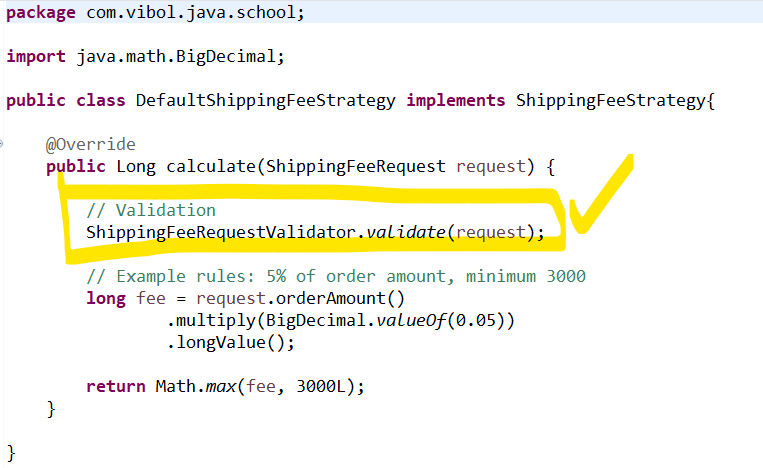 package com.vibol.java.school;
import java.math.BigDecimal;
public class DefaultShippingFeeStrategy implements ShippingFeeStrategy{
@Override
public Long calculate(ShippingFeeRequest request) {
// Validation
ShippingFeeRequestValidator.validate(request);
// Example rules: 5% of order amount, minimum 3000
long fee = request.orderAmount()
.multiply(BigDecimal.valueOf(0.05))
.longValue();
return Math.max(fee, 3000L);
}
}